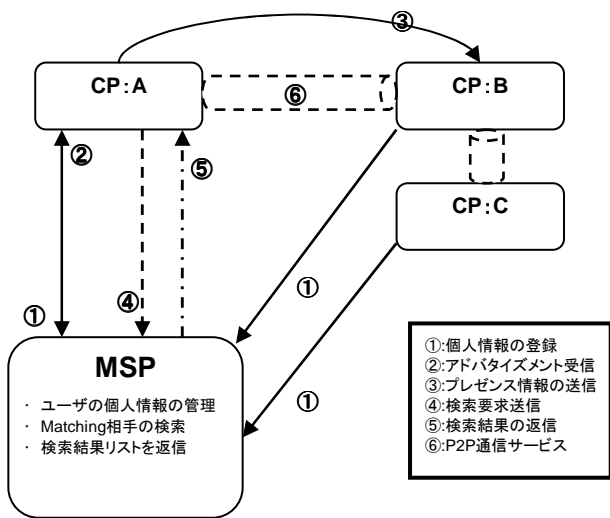 ③
CP:A
⑥
CP:B
②
⑤
CP:C
①
④
①
①
MSP
・ ユーザの個人情報の管理
・ Matching相手の検索
・ 検索結果リストを返信
①:個人情報の登録
②:アドバタイズメント受信
③:プレゼンス情報の送信
④:検索要求送信
⑤:検索結果の返信
⑥:P2P通信サービス